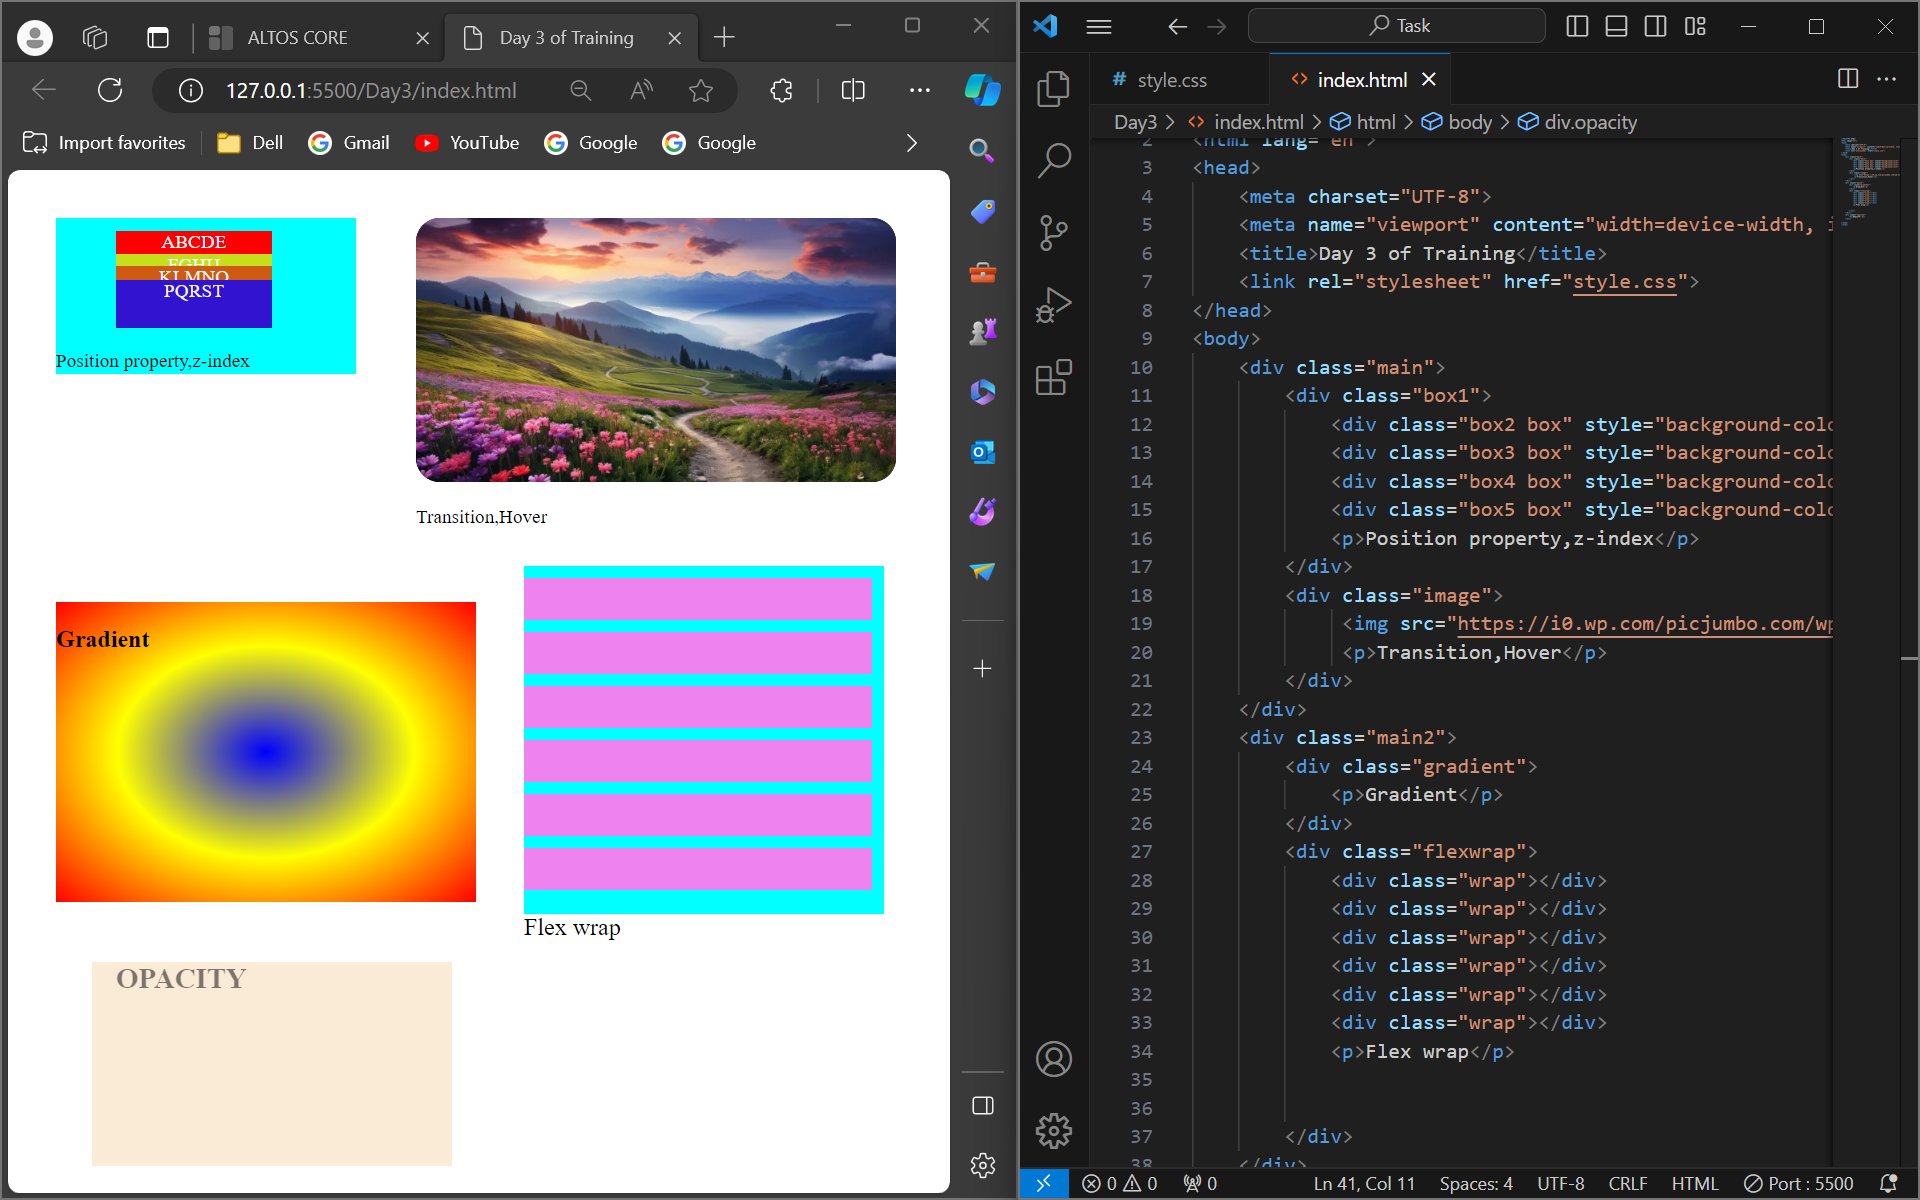 ALTOS CORE
Day 3 of Training
127.0.0.1:5500/Day3/index.html
Import favorites
Dell
Gmail
YouTube
Google
Google
ABCDE
KLMNO
PQRST
Position property,z-index
Transition,Hover
Gradient
Flex wrap
OPACITY
Task
# style.css
<> index.html
Day3 > <> index.html > html > body > div.opacity
2 <html lang="en">
3 <head>
4 <meta charset="UTF-8">
5 <meta name="viewport" content="width=device-width, i
6 <title>Day 3 of Training</title>
7 <link rel="stylesheet" href="style.css">
8 </head>
9 <body>
10 <div class="main">
11 <div class="box1">
12 <div class="box2 box" style="background-colo
13 <div class="box3 box" style="background-colo
14 <div class="box4 box" style="background-colo
15 <div class="box5 box" style="background-colo
16 <p>Position property,z-index</p>
17 </div>
18 <div class="image">
19 <img src="https://i0.wp.com/picjumbo.com/wp
20 <p>Transition,Hover</p>
21 </div>
22 </div>
23 <div class="main2">
24 <div class="gradient">
25 <p>Gradient</p>
26 </div>
27 <div class="flexwrap">
28 <div class="wrap"></div>
29 <div class="wrap"></div>
30 <div class="wrap"></div>
31 <div class="wrap"></div>
32 <div class="wrap"></div>
33 <div class="wrap"></div>
34 <p>Flex wrap</p>
35
36
37 </div>
38 </div>
0 0 0 Ln 41, Col 11 Spaces: 4 UTF-8 CRLF HTML Port : 5500